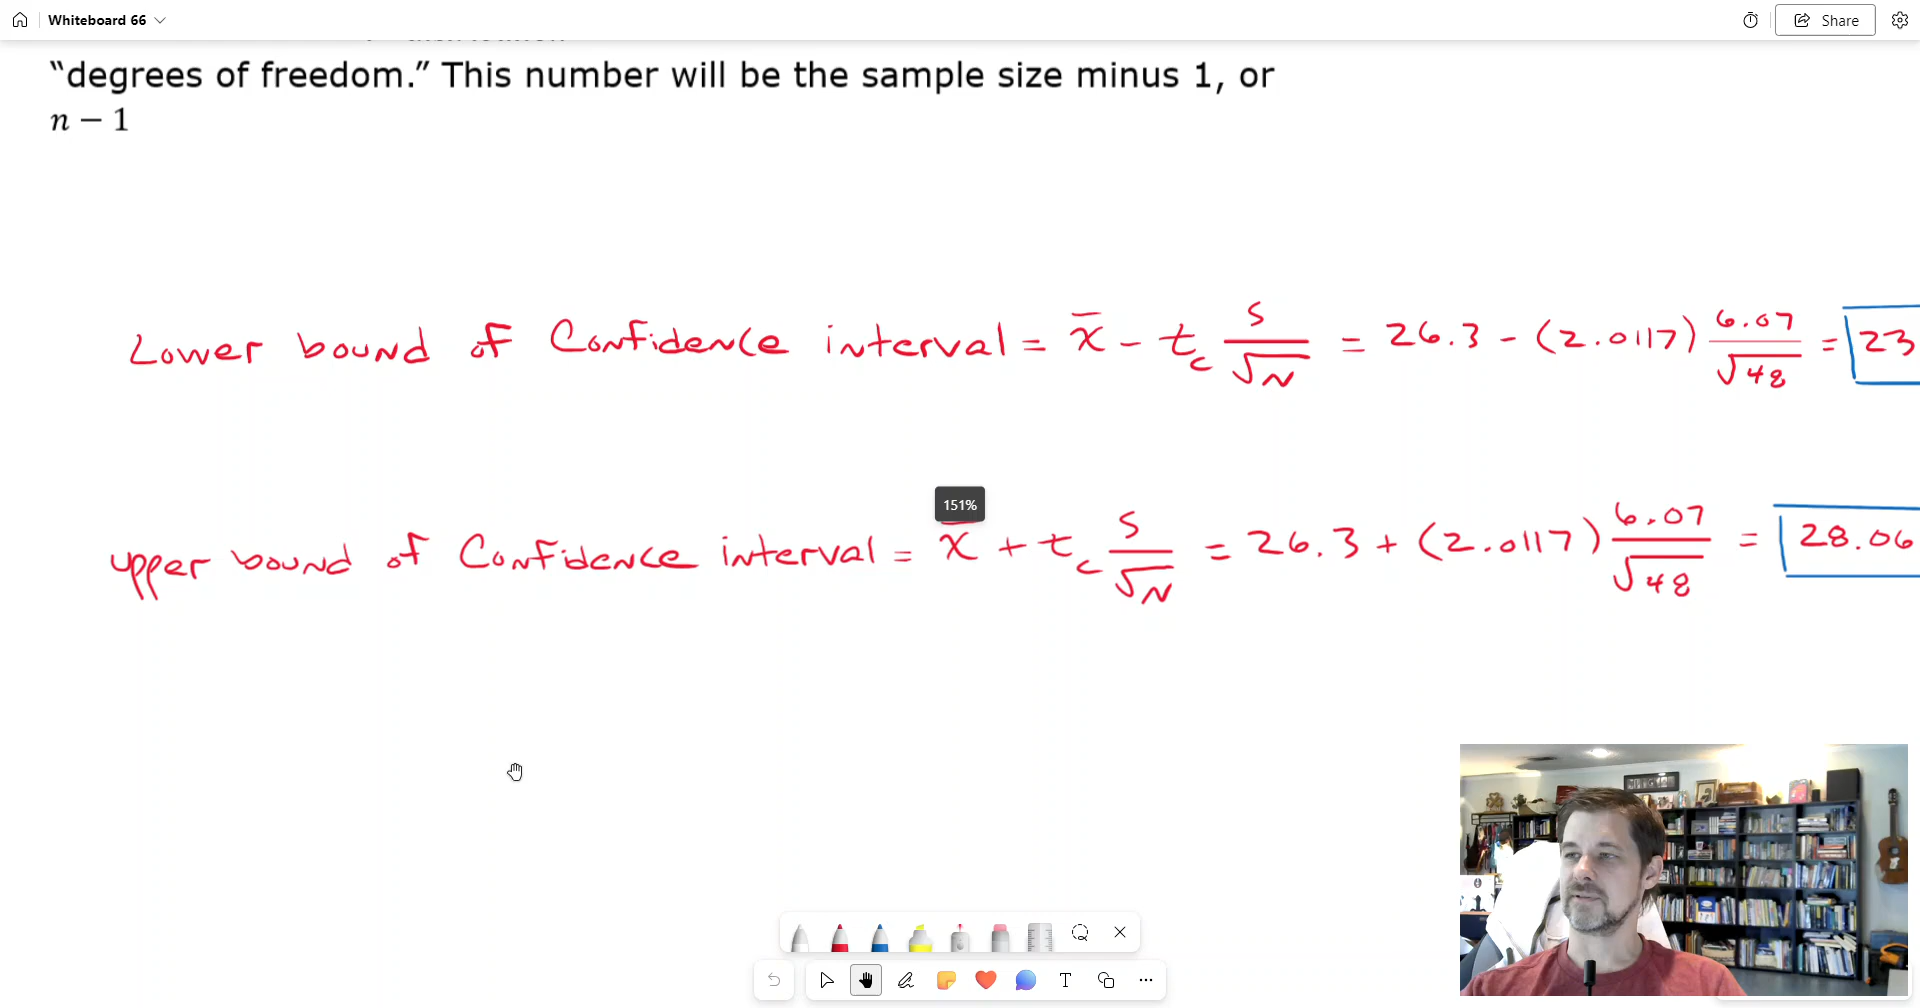 Whiteboard 66
Share
“degrees of freedom.” This number will be the sample size minus 1, or
n − 1
Lower bound of Confidence interval = x̄ − t_c s/√N = 26.3 − (2.0117) 6.07/√48 = 23
151%
upper bound of Confidence interval = x̄ + t_c s/√N = 26.3 + (2.0117) 6.07/√48 = 28.06
T